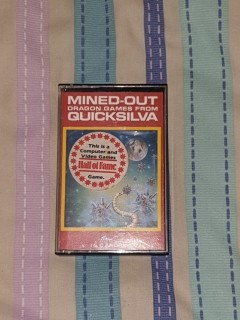 MINED-OUT
DRAGON GAMES FROM
QUICKSILVA
This is a
Computer and
Video Games
Hall of Fame
Game.